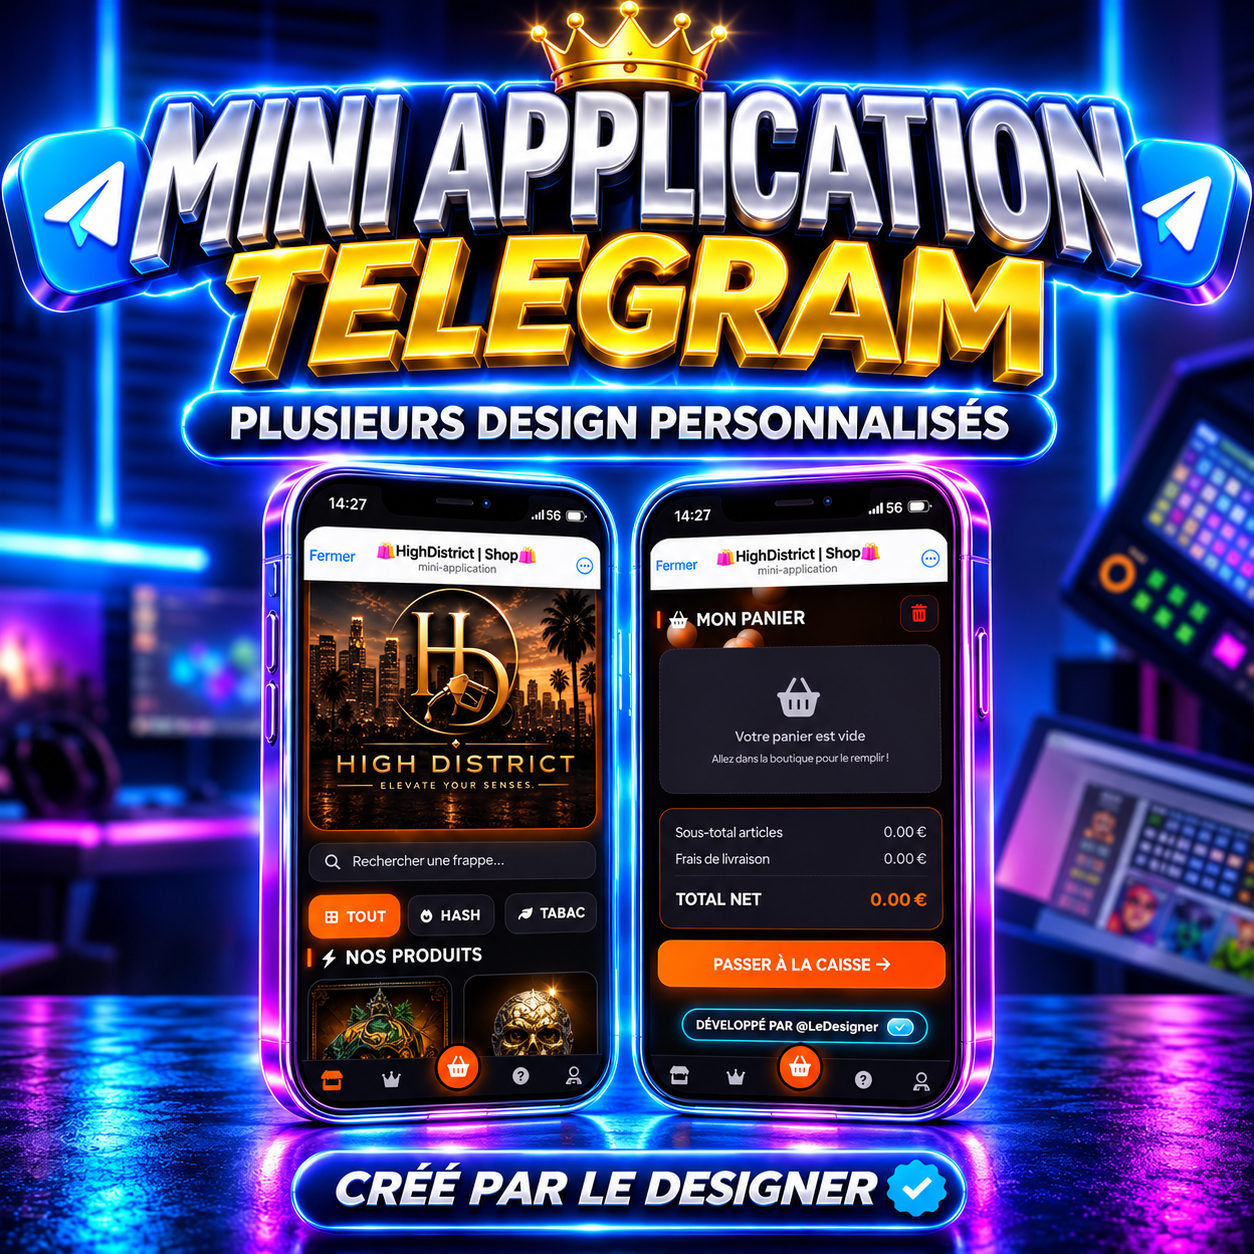 MINI APPLICATION
TELEGRAM
PLUSIEURS DESIGN PERSONNALISÉS
14:27
56
Fermer
HighDistrict | Shop
mini-application
HD
HIGH DISTRICT
ELEVATE YOUR SENSES.
Rechercher une frappe...
TOUT
HASH
TABAC
NOS PRODUITS
14:27
56
Fermer
HighDistrict | Shop
mini-application
MON PANIER
Votre panier est vide
Allez dans la boutique pour le remplir !
Sous-total articles 0.00 €
Frais de livraison 0.00 €
TOTAL NET 0.00 €
PASSER À LA CAISSE →
DÉVELOPPÉ PAR @LeDesigner
CRÉÉ PAR LE DESIGNER